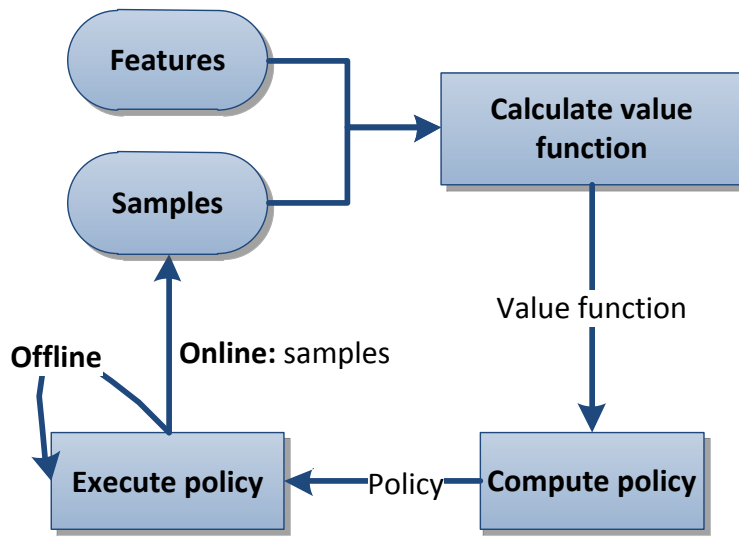 Features
Calculate value
function
Samples
Value function
Offline
Online: samples
Execute policy
Policy
Compute policy